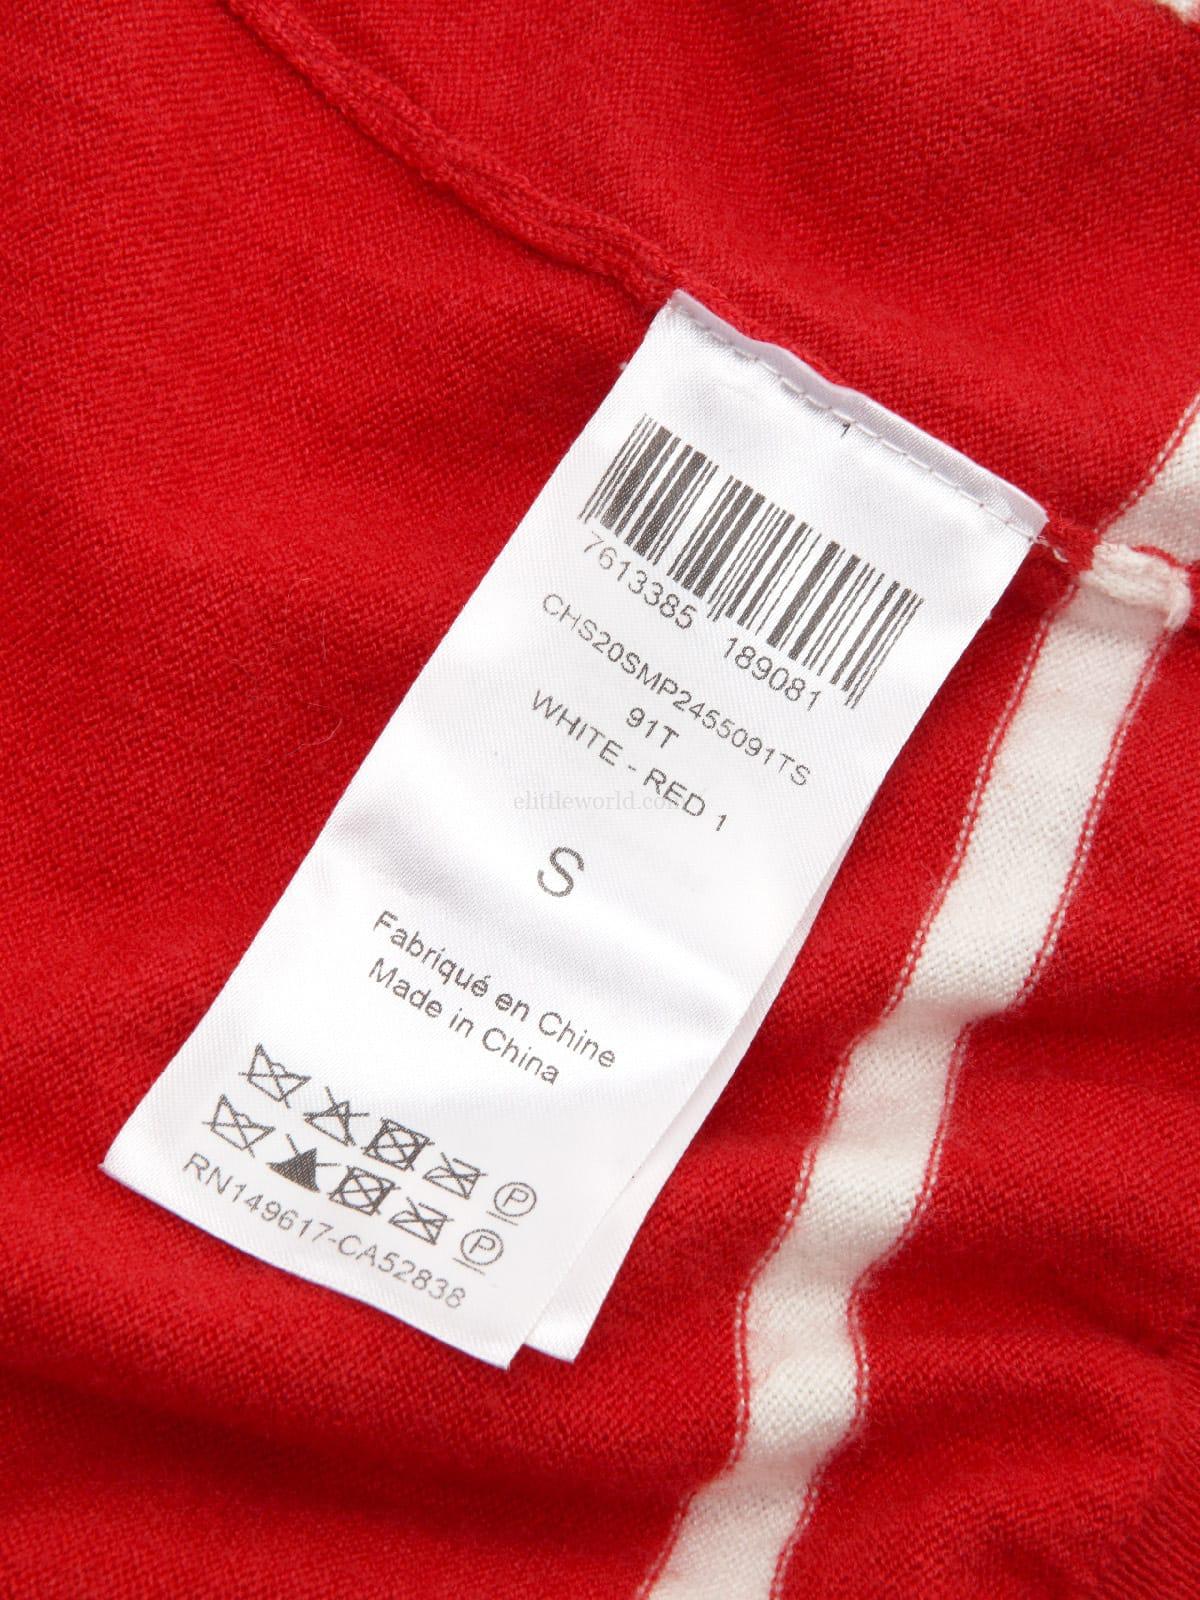 7613385 189081
CHS20SMP2455091TS
91T
WHITE - RED 1
elittleworld.com
S
Fabriqué en Chine
Made in China
P
P
RN149617-CA52838